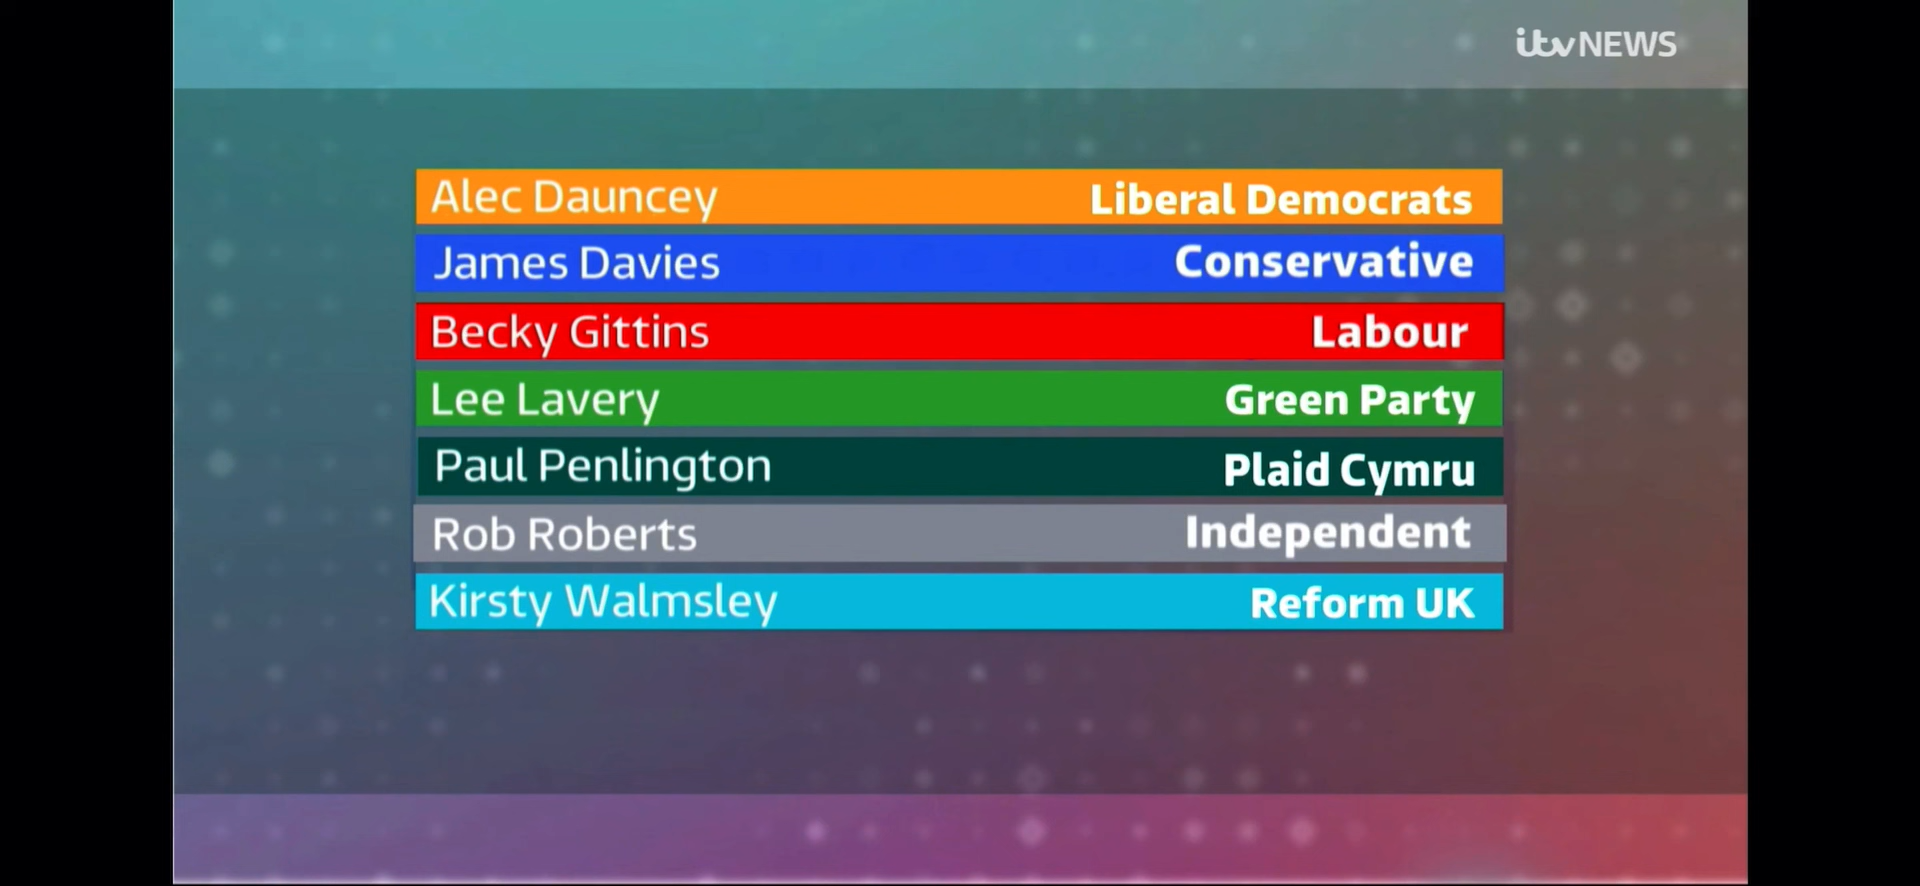 itv NEWS
Alec Dauncey Liberal Democrats
James Davies Conservative
Becky Gittins Labour
Lee Lavery Green Party
Paul Penlington Plaid Cymru
Rob Roberts Independent
Kirsty Walmsley Reform UK